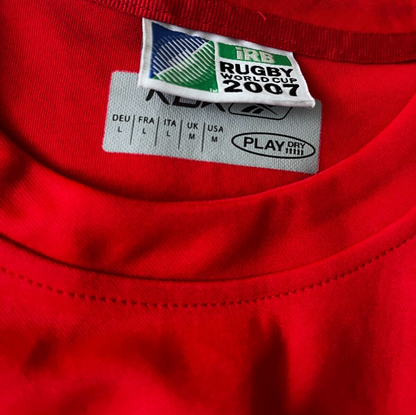 iRB
RUGBY
WORLD CUP
2007
DEU FRA ITA UK USA
L L L M M
PLAY DRY